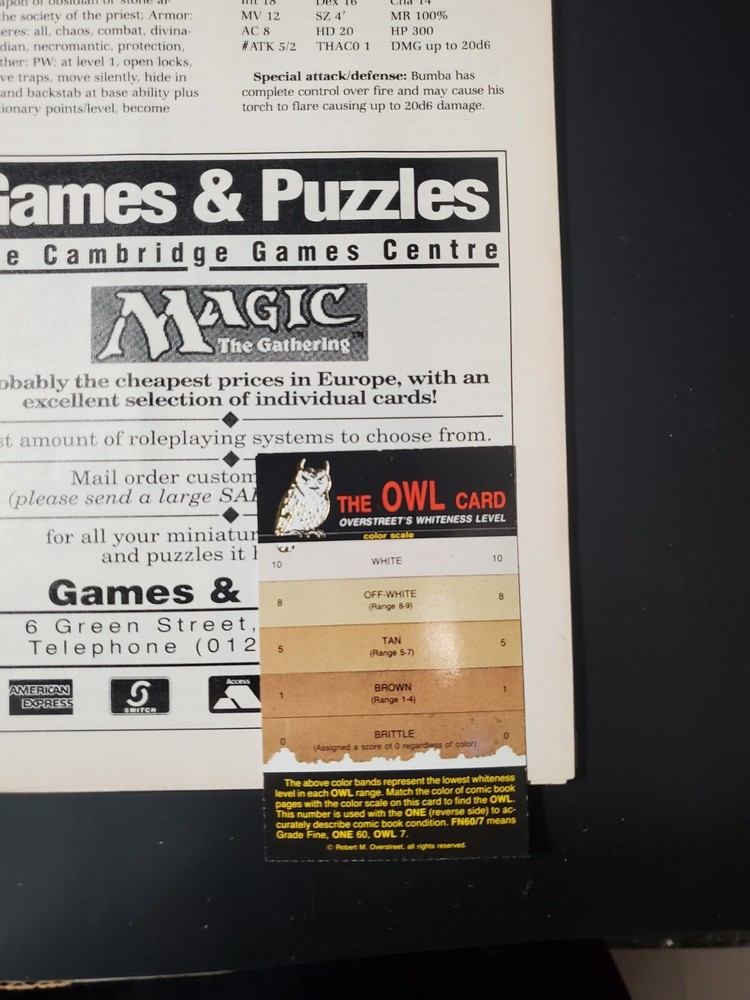 the society of the priest; Armor:
eres: all, chaos, combat, divina-
dian, necromantic, protection,
ther; PW: at level 1, open locks,
ve traps, move silently, hide in
and backstab at base ability plus
ionary points/level, become
Int 18 Dex 16 Cha 14
MV 12 SZ 4' MR 100%
AC 8 HD 20 HP 300
#ATK 5/2 THAC0 1 DMG up to 20d6
Special attack/defense: Bumba has
complete control over fire and may cause his
torch to flare causing up to 20d6 damage.
Games & Puzzles
e Cambridge Games Centre
MAGIC
The Gathering™
obably the cheapest prices in Europe, with an
excellent selection of individual cards!
st amount of roleplaying systems to choose from.
Mail order custom
(please send a large SA
for all your miniatur
and puzzles it
Games &
6 Green Street,
Telephone (012
AMERICAN EXPRESS
SWITCH
Access
THE OWL CARD
OVERSTREET'S WHITENESS LEVEL
color scale
10 WHITE 10
8 OFF-WHITE 8
(Range 8-9)
5 TAN 5
(Range 5-7)
1 BROWN 1
(Range 1-4)
0 BRITTLE 0
(Assigned a score of 0 regardless of color)
The above color bands represent the lowest whiteness
level in each OWL range. Match the color of comic book
pages with the color scale on this card to find the OWL.
This number is used with the ONE (reverse side) to ac-
curately describe comic book condition. FN60/7 means
Grade Fine, ONE 60, OWL 7.
© Robert M. Overstreet, all rights reserved.